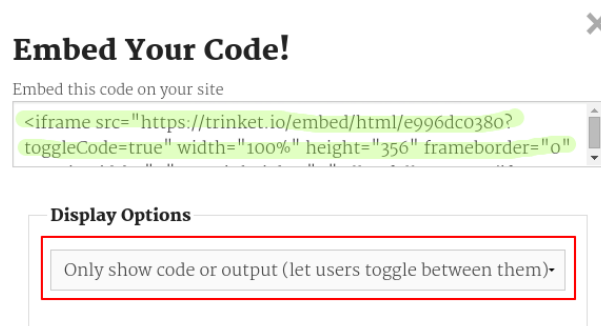 Embed Your Code!
Embed this code on your site
<iframe src="https://trinket.io/embed/html/e996dc0380?
toggleCode=true" width="100%" height="356" frameborder="0"
Display Options
Only show code or output (let users toggle between them)